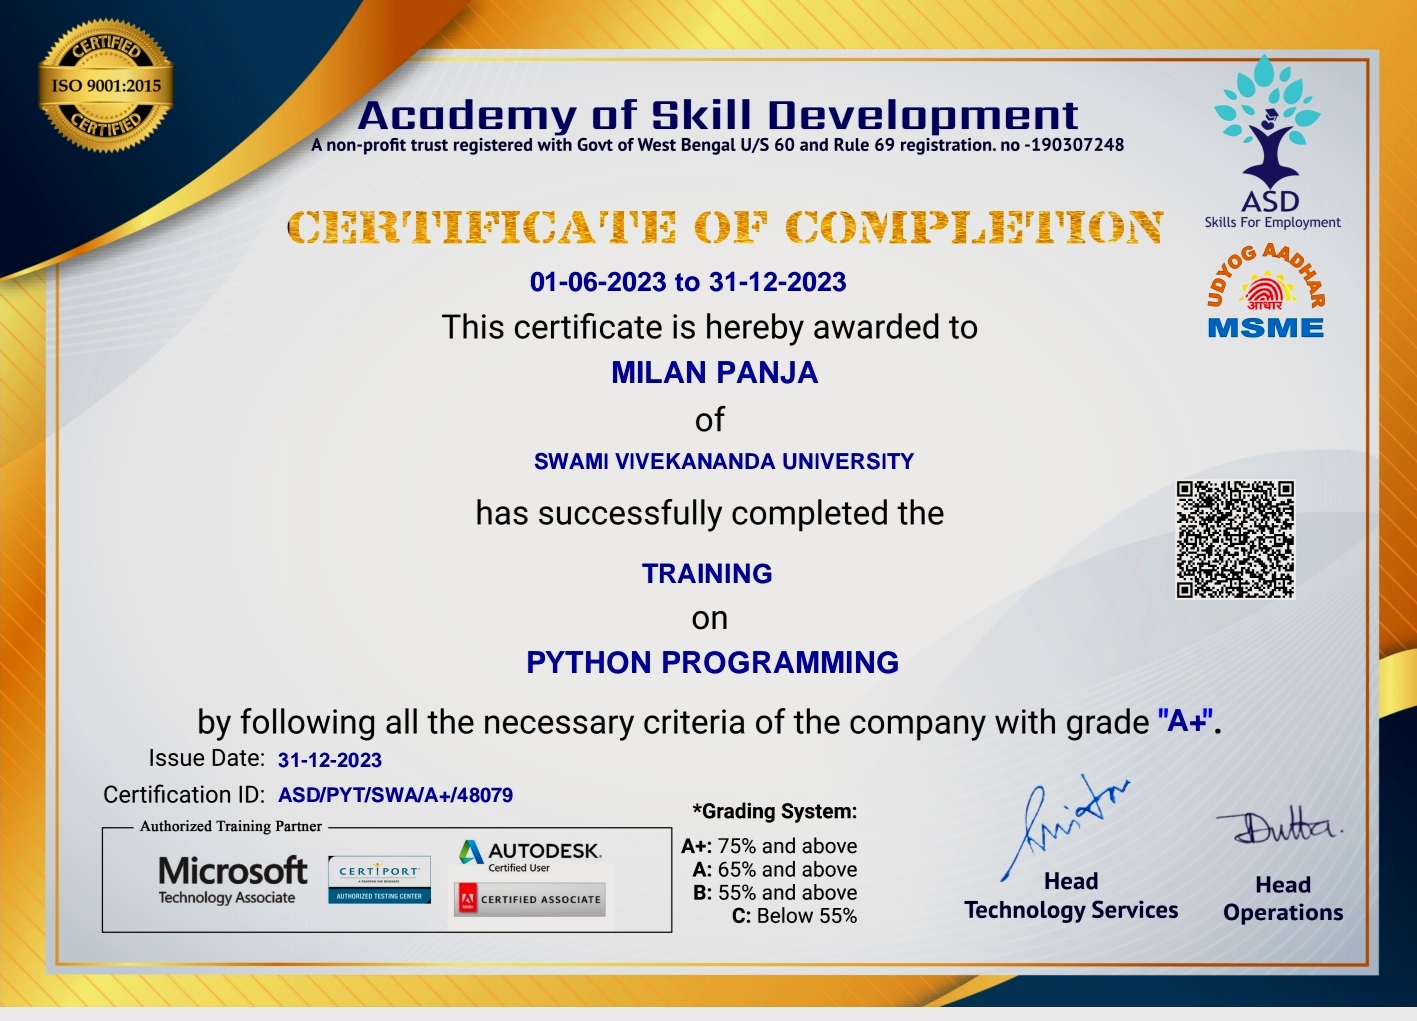 CERTIFIED
ISO 9001:2015
CERTIFIED
Academy of Skill Development
A non-profit trust registered with Govt of West Bengal U/S 60 and Rule 69 registration. no -190307248
ASD
Skills For Employment
CERTIFICATE OF COMPLETION
UDYOG AADHAR
आधार
MSME
01-06-2023 to 31-12-2023
This certificate is hereby awarded to
MILAN PANJA
of
SWAMI VIVEKANANDA UNIVERSITY
has successfully completed the
TRAINING
on
PYTHON PROGRAMMING
by following all the necessary criteria of the company with grade "A+".
Issue Date: 31-12-2023
Certification ID: ASD/PYT/SWA/A+/48079
Authorized Training Partner
Microsoft
Technology Associate
CERTIPORT
A PEARSON VUE BUSINESS
AUTHORIZED TESTING CENTER
AUTODESK.
Certified User
CERTIFIED ASSOCIATE
*Grading System:
A+: 75% and above
A: 65% and above
B: 55% and above
C: Below 55%
Head
Technology Services
Dutta.
Head
Operations